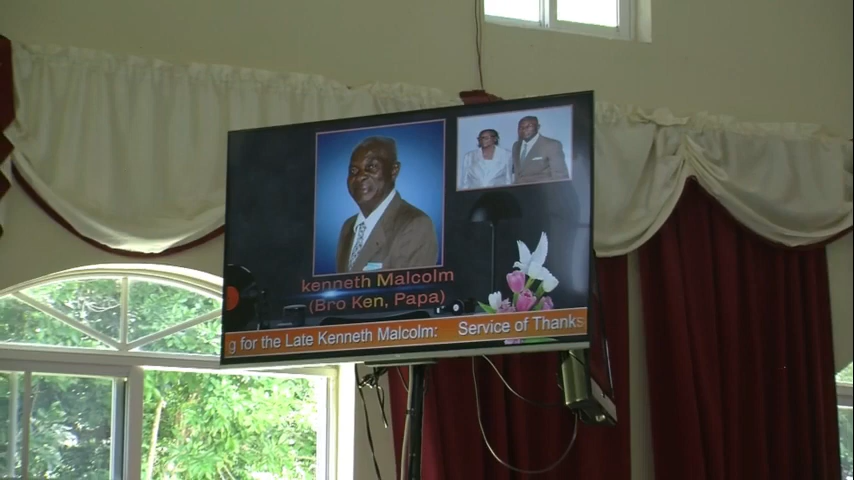 kenneth Malcolm
(Bro Ken, Papa)
g for the Late Kenneth Malcolm: Service of Thanks